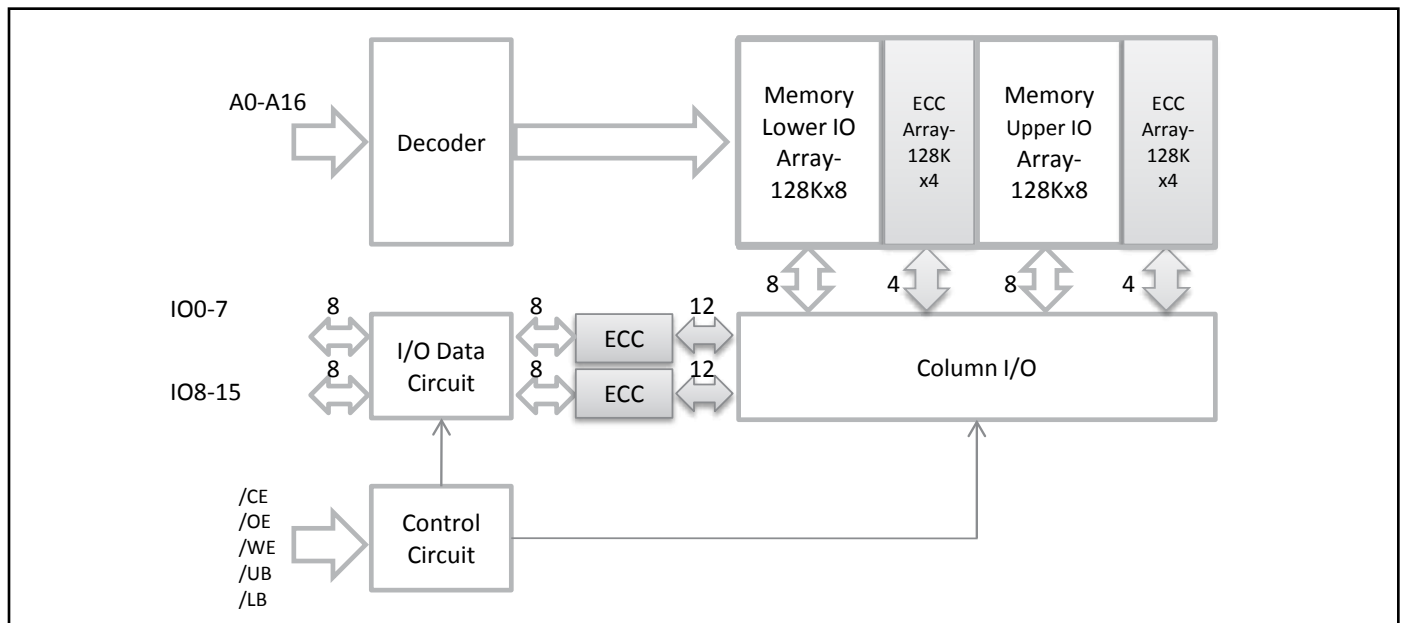 A0-A16
Decoder
Memory
Lower IO
Array-
128Kx8
ECC
Array-
128K
x4
Memory
Upper IO
Array-
128Kx8
ECC
Array-
128K
x4
8
4
8
4
IO0-7
8
8
12
IO8-15
8
8
12
I/O Data
Circuit
ECC
ECC
Column I/O
/CE
/OE
/WE
/UB
/LB
Control
Circuit